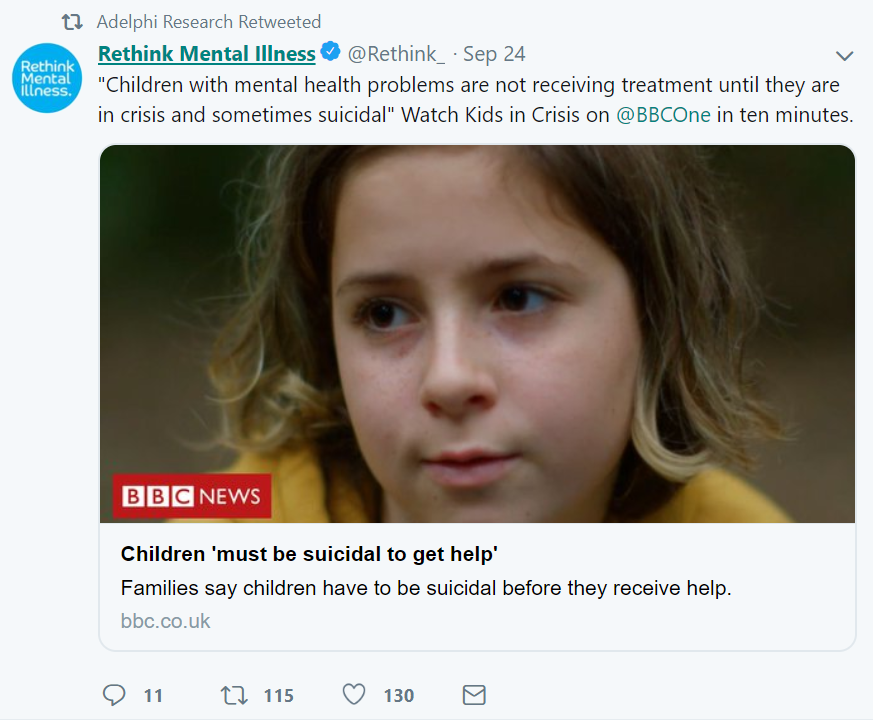 Adelphi Research Retweeted
Rethink Mental Illness @Rethink_ · Sep 24
Rethink
Mental
Illness.
"Children with mental health problems are not receiving treatment until they are
in crisis and sometimes suicidal" Watch Kids in Crisis on @BBCOne in ten minutes.
BBC NEWS
Children 'must be suicidal to get help'
Families say children have to be suicidal before they receive help.
bbc.co.uk
11 115 130